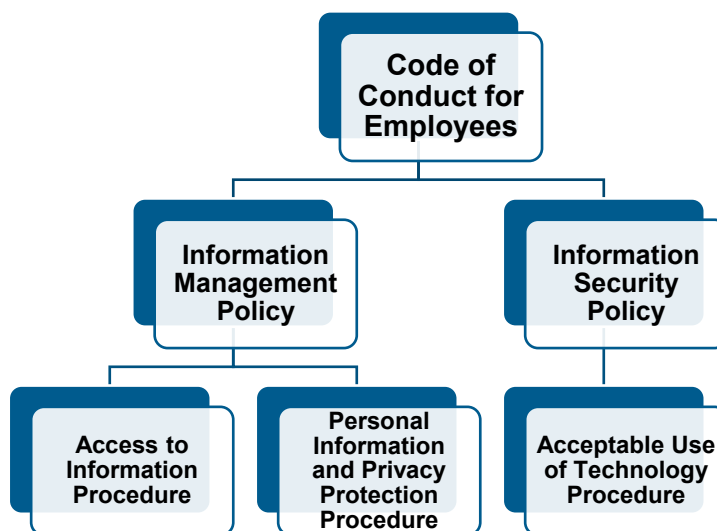 Code of
Conduct for
Employees
Information
Management
Policy
Information
Security
Policy
Access to
Information
Procedure
Personal
Information
and Privacy
Protection
Procedure
Acceptable Use
of Technology
Procedure